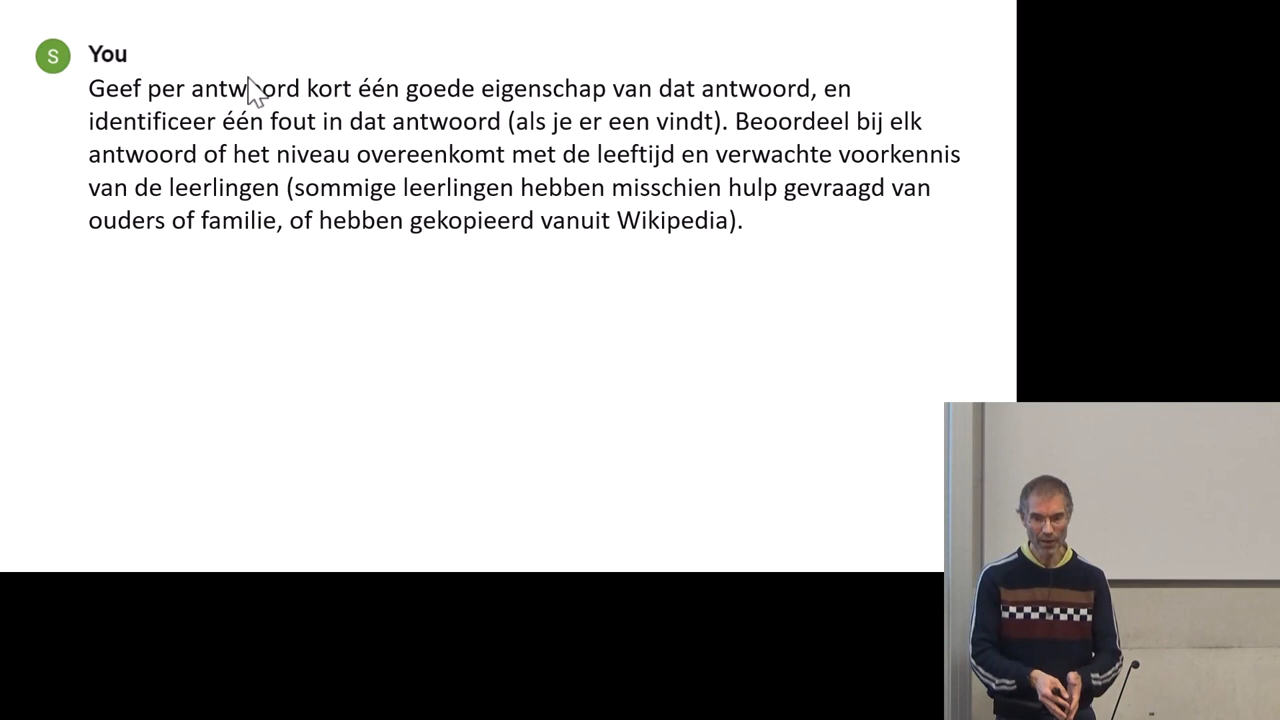 S
You
Geef per antwoord kort één goede eigenschap van dat antwoord, en
identificeer één fout in dat antwoord (als je er een vindt). Beoordeel bij elk
antwoord of het niveau overeenkomt met de leeftijd en verwachte voorkennis
van de leerlingen (sommige leerlingen hebben misschien hulp gevraagd van
ouders of familie, of hebben gekopieerd vanuit Wikipedia).